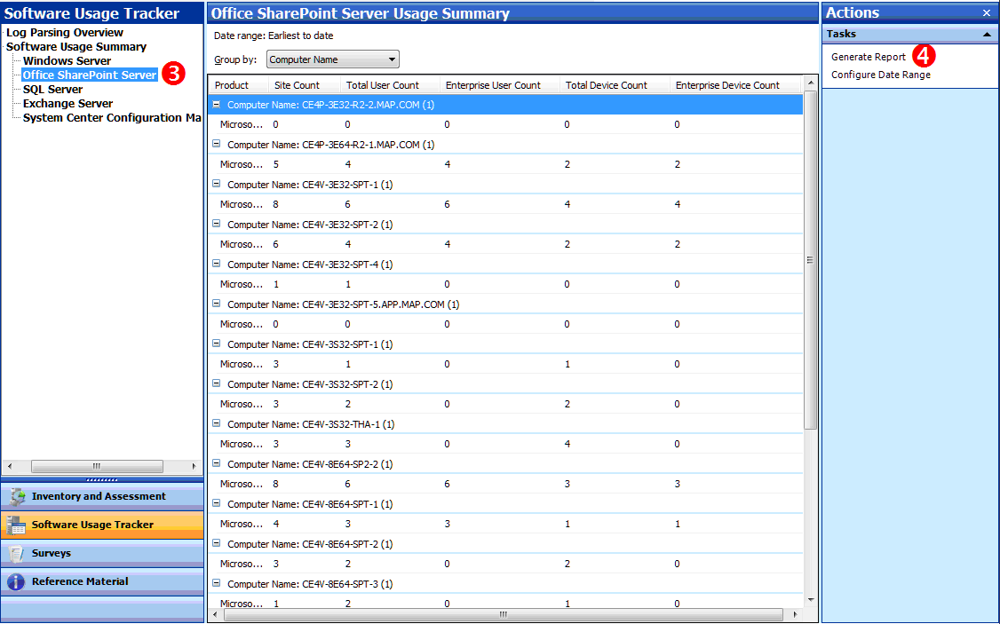 Software Usage Tracker
Log Parsing Overview
Software Usage Summary
Windows Server
Office SharePoint Server 3
SQL Server
Exchange Server
System Center Configuration Ma
Inventory and Assessment
Software Usage Tracker
Surveys
Reference Material
Office SharePoint Server Usage Summary
Date range: Earliest to date
Group by: Computer Name
Product Site Count Total User Count Enterprise User Count Total Device Count Enterprise Device Count
Computer Name: CE4P-3E32-R2-2.MAP.COM (1)
Microso... 0 0 0 0 0
Computer Name: CE4P-3E64-R2-1.MAP.COM (1)
Microso... 5 4 4 2 2
Computer Name: CE4V-3E32-SPT-1 (1)
Microso... 8 6 6 4 4
Computer Name: CE4V-3E32-SPT-2 (1)
Microso... 6 4 4 2 2
Computer Name: CE4V-3E32-SPT-4 (1)
Microso... 1 1 0 0 0
Computer Name: CE4V-3E32-SPT-5.APP.MAP.COM (1)
Microso... 0 0 0 0 0
Computer Name: CE4V-3S32-SPT-1 (1)
Microso... 3 1 0 1 0
Computer Name: CE4V-3S32-SPT-2 (1)
Microso... 3 2 0 2 0
Computer Name: CE4V-3S32-THA-1 (1)
Microso... 3 3 0 4 0
Computer Name: CE4V-8E64-SP2-2 (1)
Microso... 8 6 6 3 3
Computer Name: CE4V-8E64-SPT-1 (1)
Microso... 4 3 3 1 1
Computer Name: CE4V-8E64-SPT-2 (1)
Microso... 3 2 0 2 0
Computer Name: CE4V-8E64-SPT-3 (1)
Microso... 1 2 0 1 0
Actions
Tasks
Generate Report 4
Configure Date Range